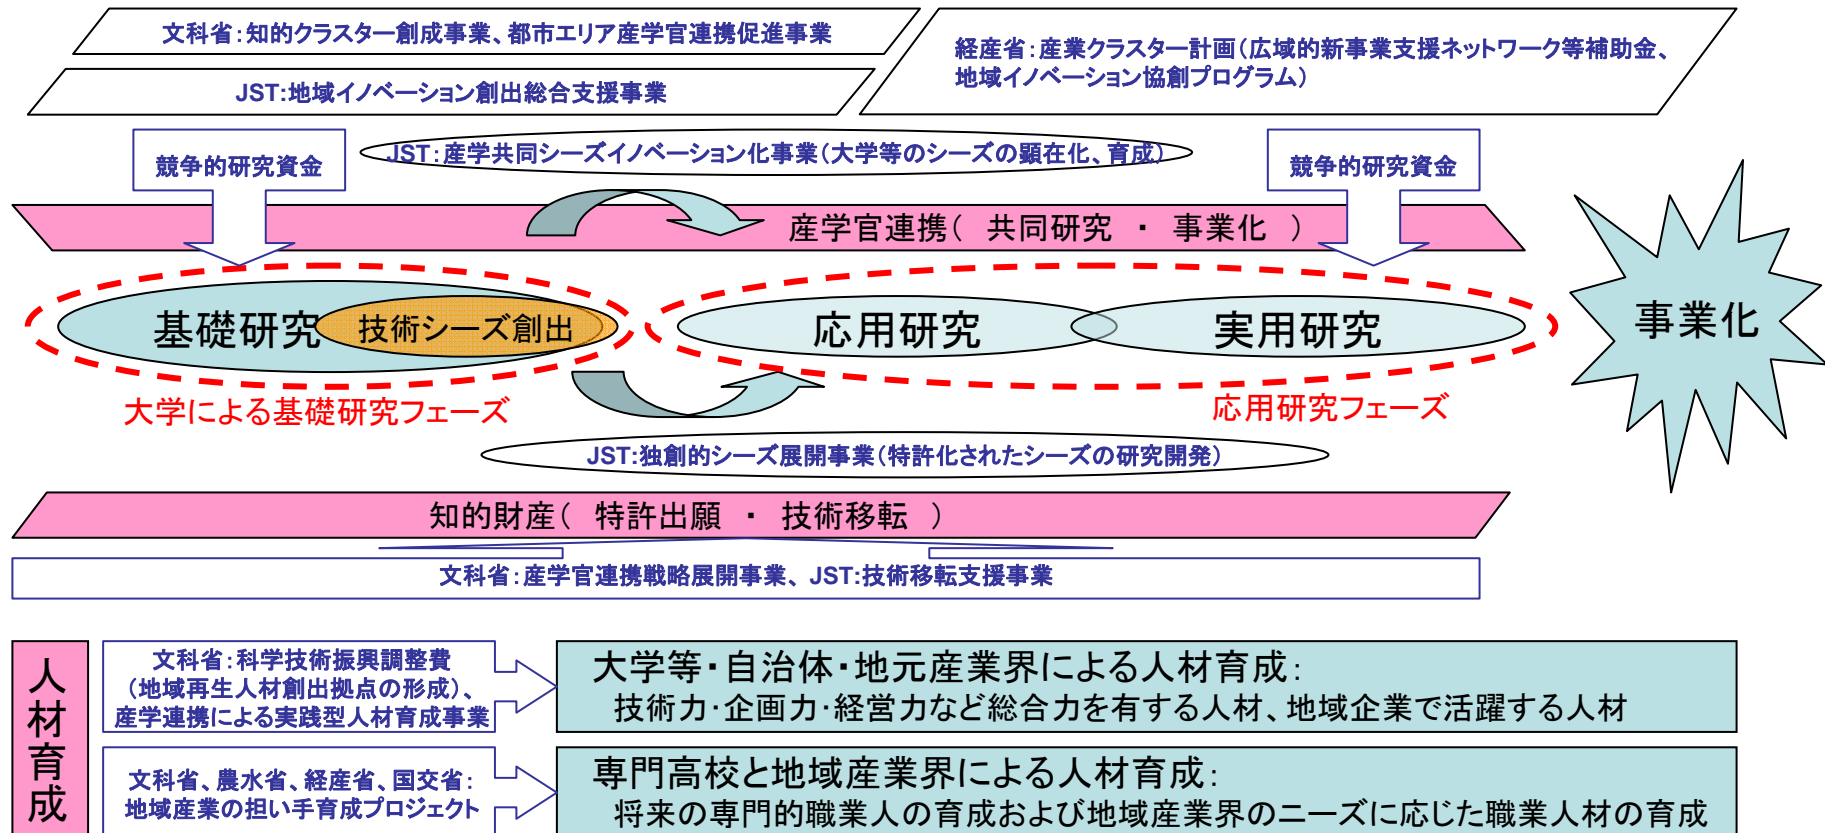 文科省：知的クラスター創成事業、都市エリア産学官連携促進事業
経産省：産業クラスター計画（広域的新事業支援ネットワーク等補助金、
地域イノベーション協創プログラム）
JST:地域イノベーション創出総合支援事業
競争的研究資金
JST：産学共同シーズイノベーション化事業（大学等のシーズの顕在化、育成）
競争的研究資金
産学官連携（　共同研究　・　事業化　）
基礎研究
技術シーズ創出
応用研究
実用研究
事業化
大学による基礎研究フェーズ
応用研究フェーズ
JST:独創的シーズ展開事業（特許化されたシーズの研究開発）
知的財産（　特許出願　・　技術移転　）
文科省：産学官連携戦略展開事業、JST:技術移転支援事業
人材育成
文科省：科学技術振興調整費
（地域再生人材創出拠点の形成）、
産学連携による実践型人材育成事業
大学等・自治体・地元産業界による人材育成：
技術力・企画力・経営力など総合力を有する人材、地域企業で活躍する人材
文科省、農水省、経産省、国交省：
地域産業の担い手育成プロジェクト
専門高校と地域産業界による人材育成：
将来の専門的職業人の育成および地域産業界のニーズに応じた職業人材の育成